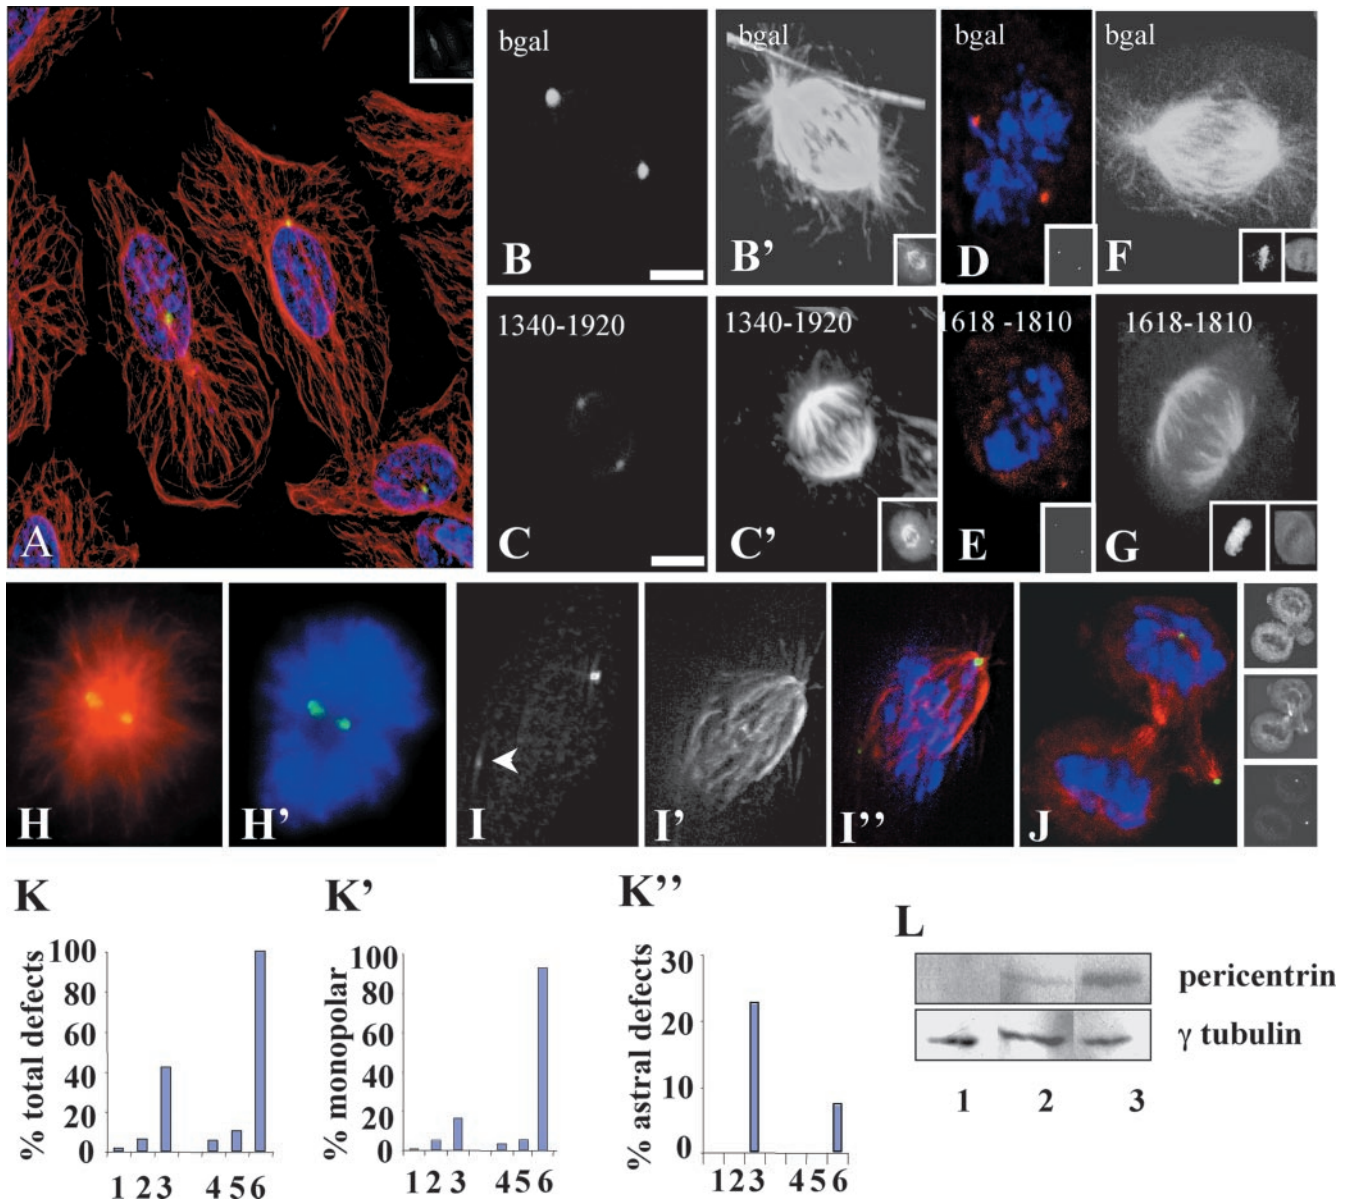 bgal
bgal
bgal
bgal
B
B’
D
F
1340-1920
1340-1920
1618 -1810
1618-1810
A
C
C’
E
G
H
H’
I
I’
I’’
J
K
K’
K’’
L
% total defects
100
80
60
40
20
0
1 2 3 4 5 6
% monopolar
100
80
60
40
20
0
1 2 3 4 5 6
% astral defects
30
20
10
0
1 2 3 4 5 6
pericentrin
γ tubulin
1 2 3